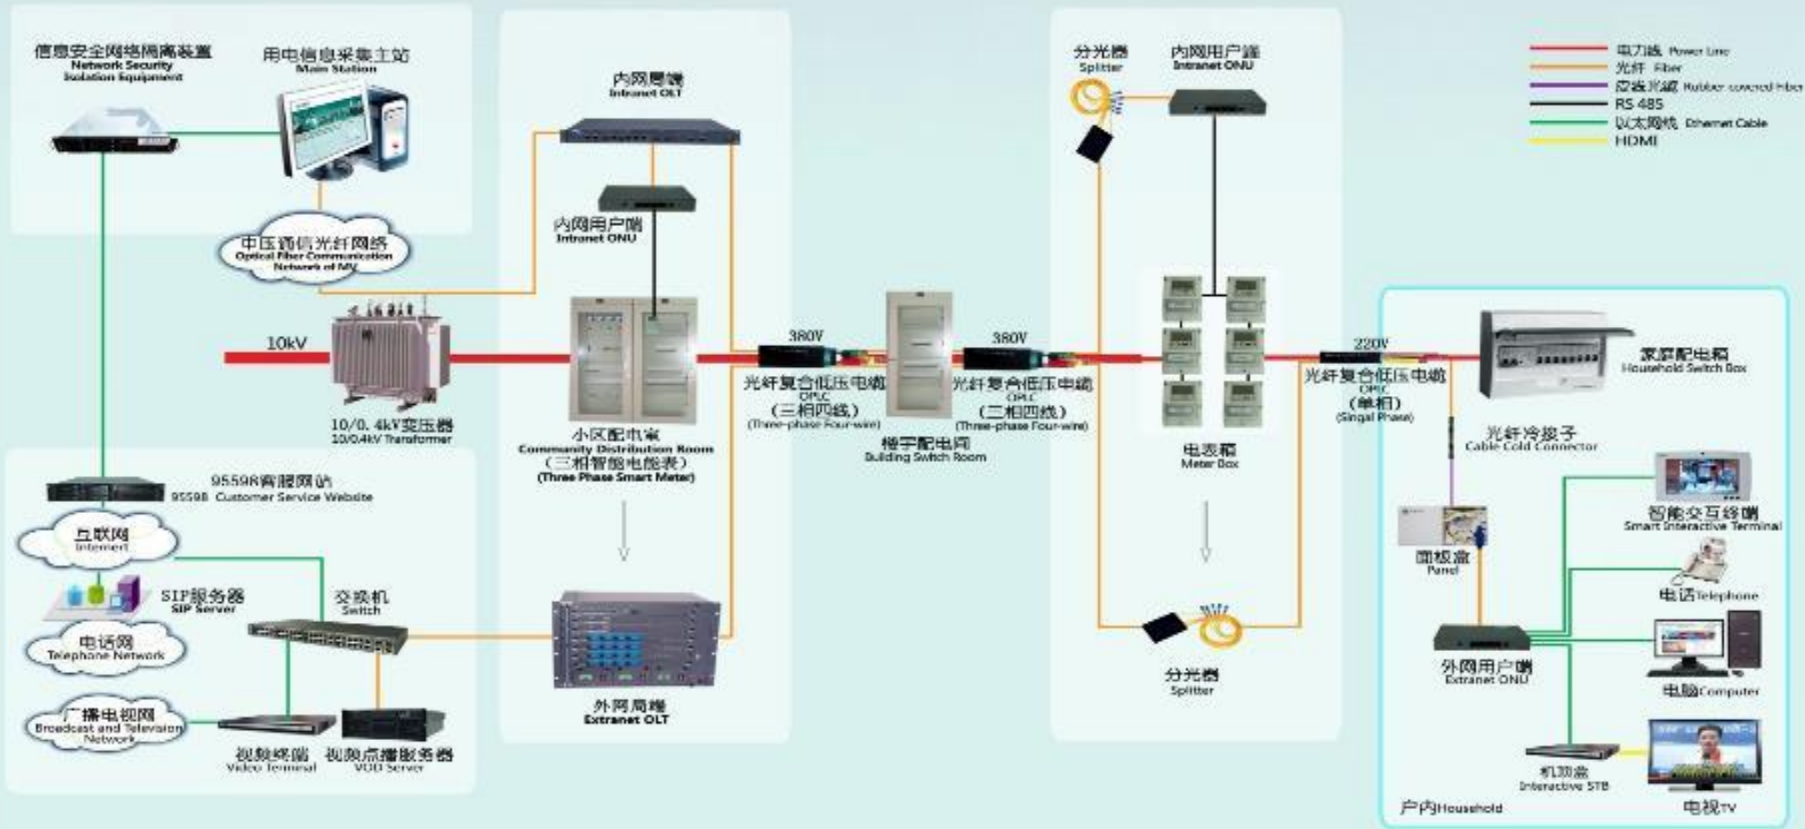 信息安全网络隔离装置
Network Security
Isolation Equipment
用电信息采集主站
Main Station
中压通信光纤网络
Optical Fiber Communication
Network of MV
10kV
10/0.4kV变压器
10/0.4kV Transformer
内网局端
Intranet OLT
内网用户端
Intranet ONU
小区配电室
Community Distribution Room
(三相智能电能表)
(Three Phase Smart Meter)
外网局端
Extranet OLT
380V
光纤复合低压电缆
OPLC
(三相四线)
(Three-phase Four-wire)
楼宇配电间
Building Switch Room
380V
光纤复合低压电缆
OPLC
(三相四线)
(Three-phase Four-wire)
分光器
Splitter
内网用户端
Intranet ONU
电表箱
Meter Box
分光器
Splitter
220V
光纤复合低压电缆
OPLC
(单相)
(Singal Phase)
电力线 Power Line
光纤 Fiber
皮线光缆 Rubber-covered Fiber
RS 485
以太网线 Ethernet Cable
HDMI
家庭配电箱
Household Switch Box
光纤冷接子
Cable Cold Connector
面板盒
Panel
外网用户端
Extranet ONU
智能交互终端
Smart Interactive Terminal
电话Telephone
电脑Computer
机顶盒
Interactive STB
电视TV
户内Household
95598客服网站
95598 Customer Service Website
互联网
Internert
SIP服务器
SIP Server
电话网
Telephone Network
交换机
Switch
广播电视网
Broadcast and Television
Network
视频终端
Video Terminal
视频点播服务器
VOD Server